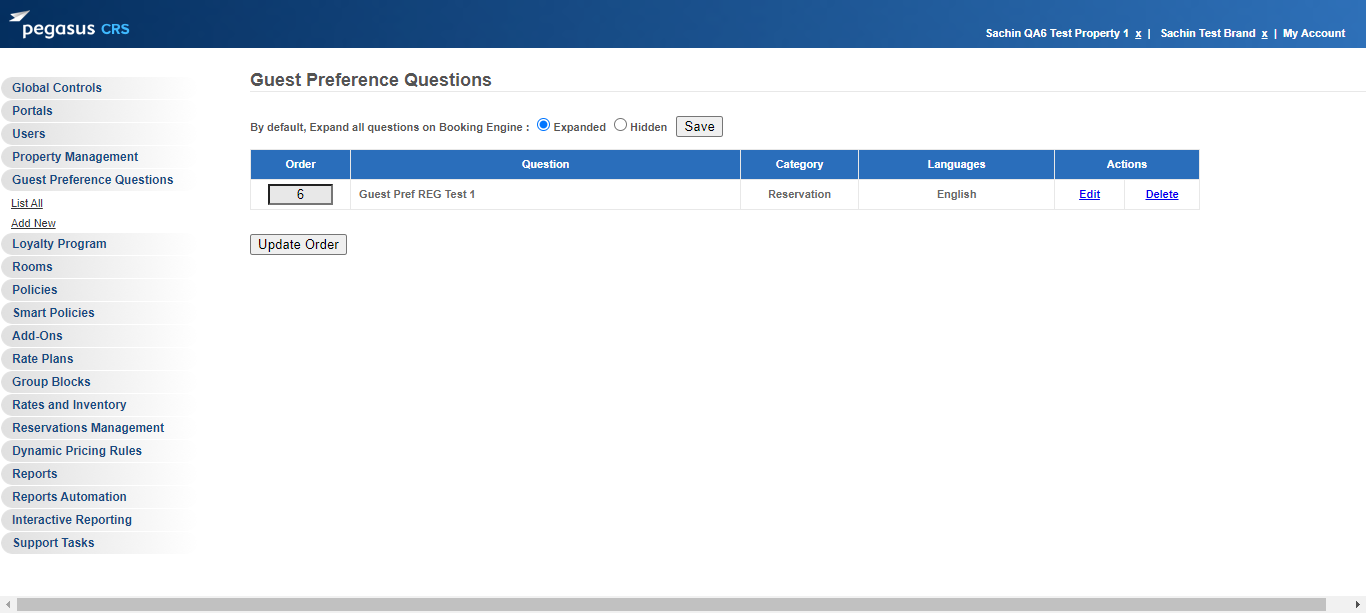 pegasus CRS
Sachin QA6 Test Property 1 x | Sachin Test Brand x | My Account
Global Controls
Portals
Users
Property Management
Guest Preference Questions
List All
Add New
Loyalty Program
Rooms
Policies
Smart Policies
Add-Ons
Rate Plans
Group Blocks
Rates and Inventory
Reservations Management
Dynamic Pricing Rules
Reports
Reports Automation
Interactive Reporting
Support Tasks
Guest Preference Questions
By default, Expand all questions on Booking Engine : Expanded Hidden Save
Order Question Category Languages Actions
6 Guest Pref REG Test 1 Reservation English Edit Delete
Update Order